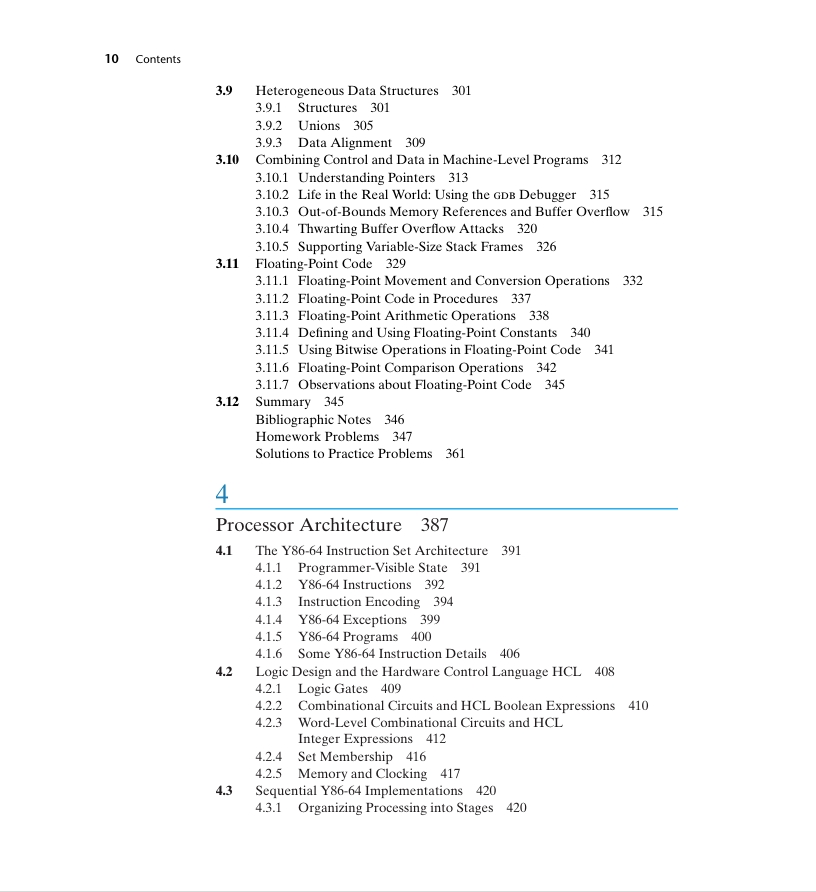 10 Contents
3.9 Heterogeneous Data Structures 301
3.9.1 Structures 301
3.9.2 Unions 305
3.9.3 Data Alignment 309
3.10 Combining Control and Data in Machine-Level Programs 312
3.10.1 Understanding Pointers 313
3.10.2 Life in the Real World: Using the GDB Debugger 315
3.10.3 Out-of-Bounds Memory References and Buffer Overflow 315
3.10.4 Thwarting Buffer Overflow Attacks 320
3.10.5 Supporting Variable-Size Stack Frames 326
3.11 Floating-Point Code 329
3.11.1 Floating-Point Movement and Conversion Operations 332
3.11.2 Floating-Point Code in Procedures 337
3.11.3 Floating-Point Arithmetic Operations 338
3.11.4 Defining and Using Floating-Point Constants 340
3.11.5 Using Bitwise Operations in Floating-Point Code 341
3.11.6 Floating-Point Comparison Operations 342
3.11.7 Observations about Floating-Point Code 345
3.12 Summary 345
Bibliographic Notes 346
Homework Problems 347
Solutions to Practice Problems 361
4
Processor Architecture 387
4.1 The Y86-64 Instruction Set Architecture 391
4.1.1 Programmer-Visible State 391
4.1.2 Y86-64 Instructions 392
4.1.3 Instruction Encoding 394
4.1.4 Y86-64 Exceptions 399
4.1.5 Y86-64 Programs 400
4.1.6 Some Y86-64 Instruction Details 406
4.2 Logic Design and the Hardware Control Language HCL 408
4.2.1 Logic Gates 409
4.2.2 Combinational Circuits and HCL Boolean Expressions 410
4.2.3 Word-Level Combinational Circuits and HCL
Integer Expressions 412
4.2.4 Set Membership 416
4.2.5 Memory and Clocking 417
4.3 Sequential Y86-64 Implementations 420
4.3.1 Organizing Processing into Stages 420